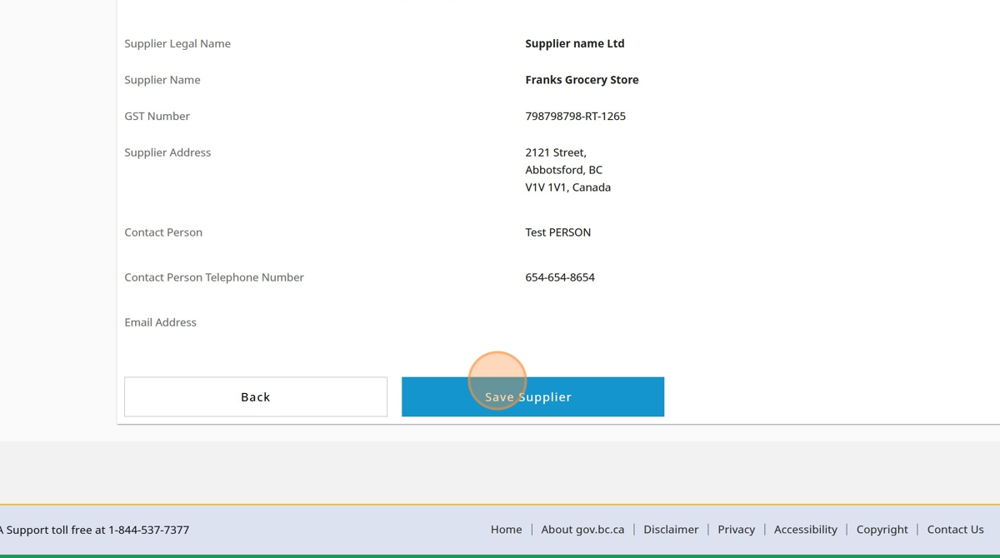 Supplier Legal Name Supplier name Ltd
Supplier Name Franks Grocery Store
GST Number 798798798-RT-1265
Supplier Address 2121 Street,
Abbotsford, BC
V1V 1V1, Canada
Contact Person Test PERSON
Contact Person Telephone Number 654-654-8654
Email Address
Back Save Supplier
A Support toll free at 1-844-537-7377 Home | About gov.bc.ca | Disclaimer | Privacy | Accessibility | Copyright | Contact Us